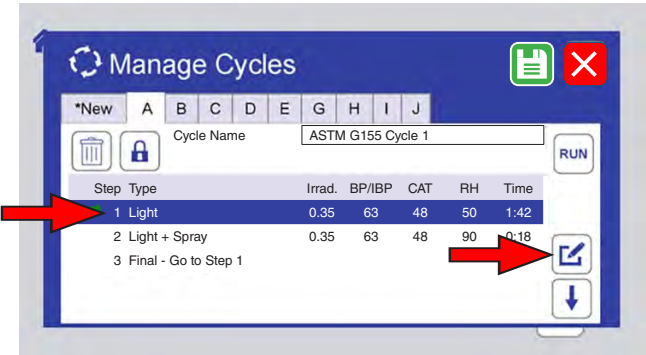 Manage Cycles
*New A B C D E G H I J
Cycle Name ASTM G155 Cycle 1
RUN
Step Type Irrad. BP/IBP CAT RH Time
1 Light 0.35 63 48 50 1:42
2 Light + Spray 0.35 63 48 90 0:18
3 Final - Go to Step 1